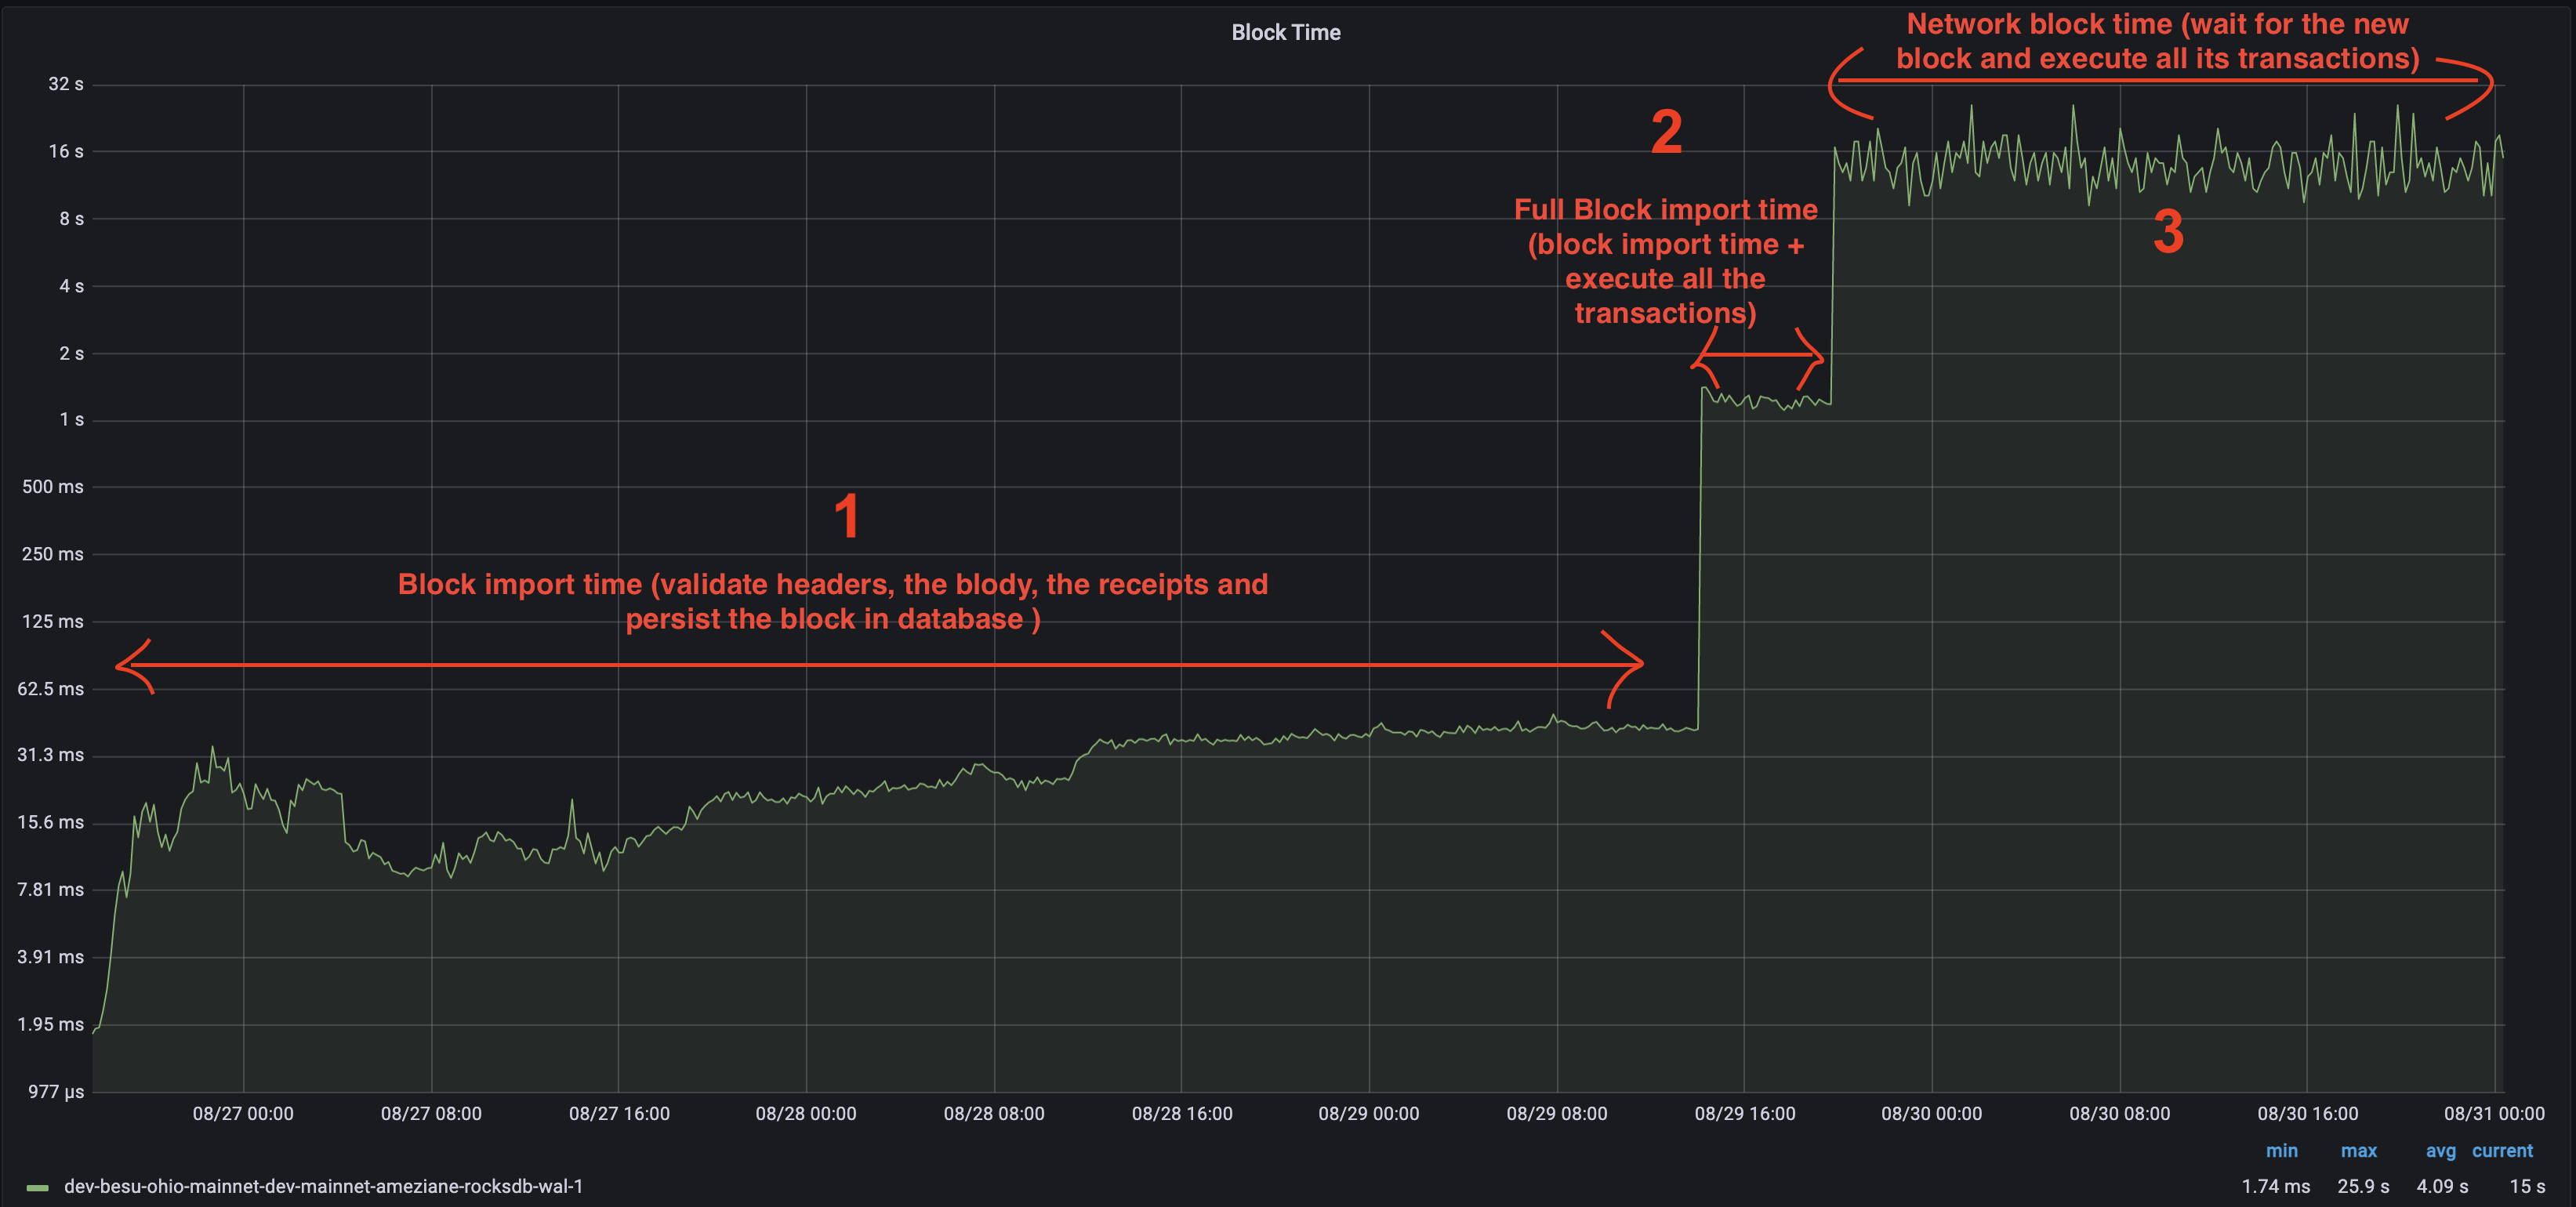 Block Time
Network block time (wait for the new
block and execute all its transactions)
32 s
16 s
8 s
4 s
2 s
1 s
500 ms
250 ms
125 ms
62.5 ms
31.3 ms
15.6 ms
7.81 ms
3.91 ms
1.95 ms
977 µs
2
Full Block import time
(block import time +
execute all the
transactions)
3
1
Block import time (validate headers, the blody, the receipts and
persist the block in database )
08/27 00:00 08/27 08:00 08/27 16:00 08/28 00:00 08/28 08:00 08/28 16:00 08/29 00:00 08/29 08:00 08/29 16:00 08/30 00:00 08/30 08:00 08/30 16:00 08/31 00:00
min max avg current
dev-besu-ohio-mainnet-dev-mainnet-ameziane-rocksdb-wal-1 1.74 ms 25.9 s 4.09 s 15 s